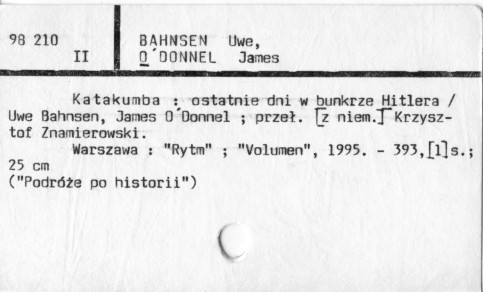 98 210 BAHNSEN Uwe,
II O´DONNEL James
Katakumba : ostatnie dni w bunkrze Hitlera /
Uwe Bahnsen, James O´Donnel ; przeł. [z niem.] Krzysz-
tof Znamierowski.
Warszawa : "Rytm" ; "Volumen", 1995. - 393,[1]s.;
25 cm
("Podróże po historii")